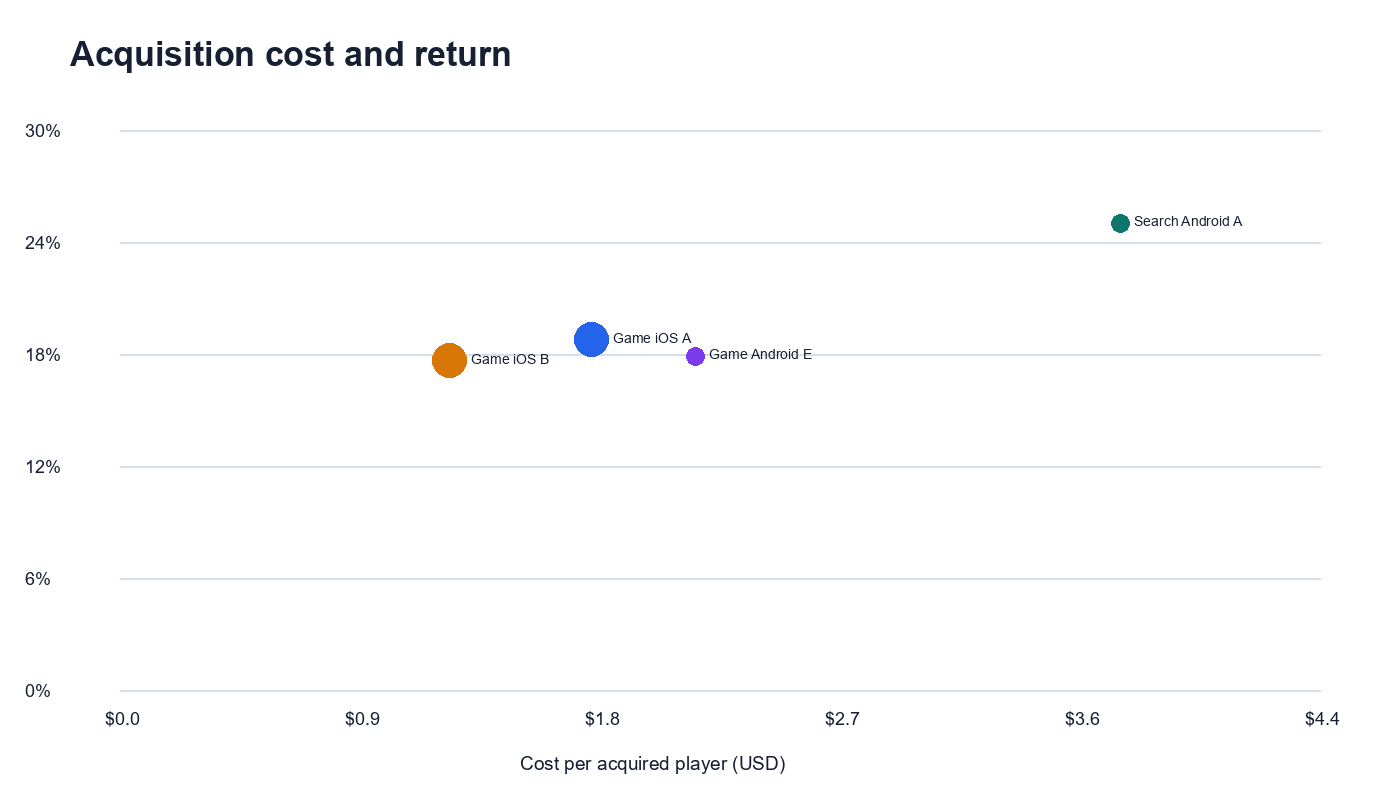 Acquisition cost and return
30%
24%
18%
12%
6%
0%
Search Android A
Game iOS A
Game Android E
Game iOS B
$0.0
$0.9
$1.8
$2.7
$3.6
$4.4
Cost per acquired player (USD)